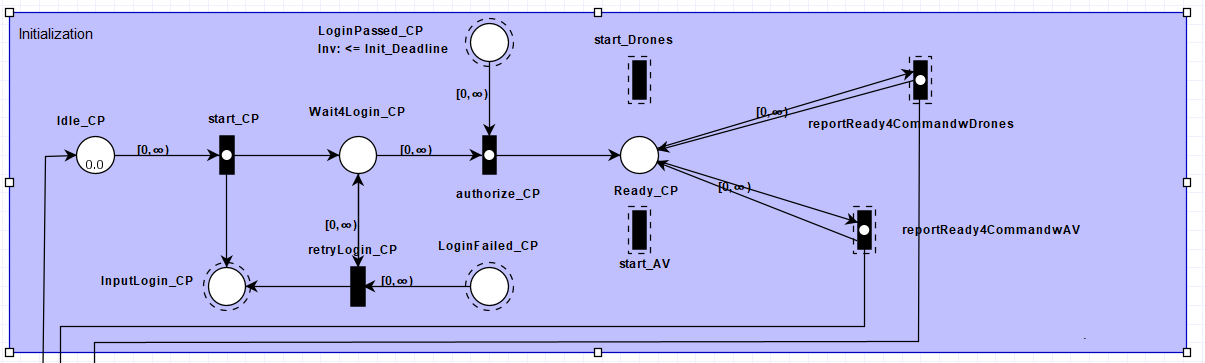 Initialization
LoginPassed_CP
Inv: <= Init_Deadline
start_Drones
[0,∞)
[0,∞)
reportReady4CommandwDrones
Idle_CP
start_CP
Wait4Login_CP
0.0
[0,∞)
[0,∞)
authorize_CP
Ready_CP
[0,∞)
[0,∞)
retryLogin_CP
LoginFailed_CP
start_AV
reportReady4CommandwAV
InputLogin_CP
[0,∞)